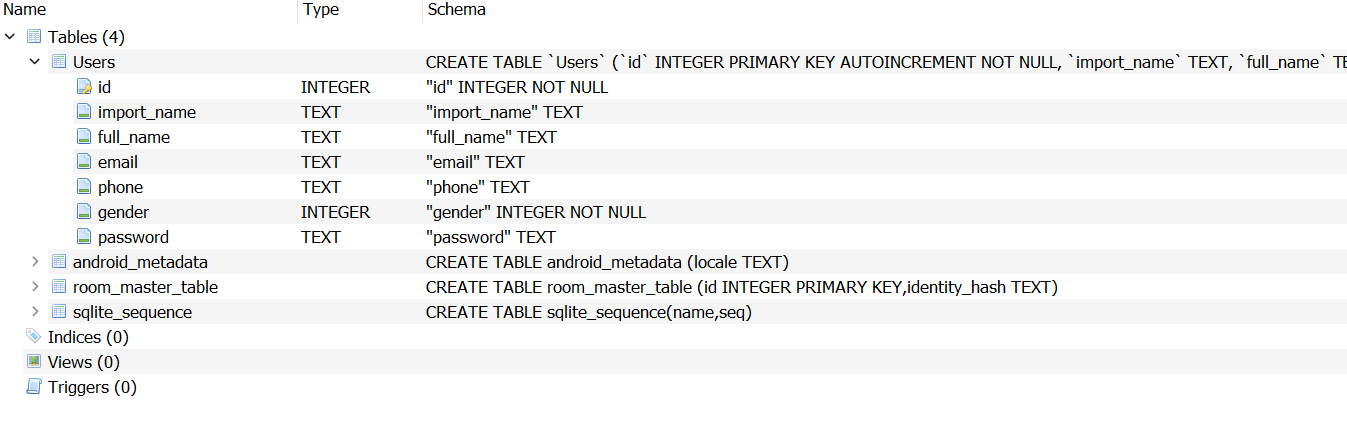 Name Type Schema
Tables (4)
Users CREATE TABLE `Users` (`id` INTEGER PRIMARY KEY AUTOINCREMENT NOT NULL, `import_name` TEXT, `full_name` TE
id INTEGER "id" INTEGER NOT NULL
import_name TEXT "import_name" TEXT
full_name TEXT "full_name" TEXT
email TEXT "email" TEXT
phone TEXT "phone" TEXT
gender INTEGER "gender" INTEGER NOT NULL
password TEXT "password" TEXT
android_metadata CREATE TABLE android_metadata (locale TEXT)
room_master_table CREATE TABLE room_master_table (id INTEGER PRIMARY KEY,identity_hash TEXT)
sqlite_sequence CREATE TABLE sqlite_sequence(name,seq)
Indices (0)
Views (0)
Triggers (0)